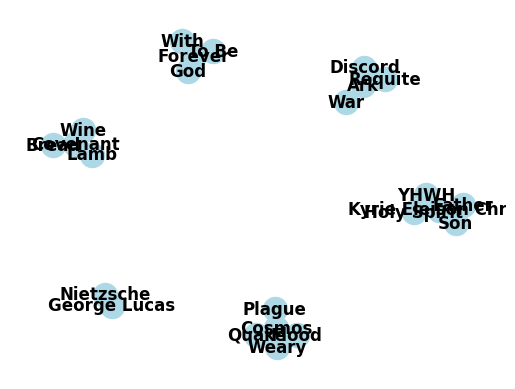 With
To Be
Forever
God
Discord
Requite
Ark
War
Wine
Covenant
Bread
Lamb
YHWH
Father
Kyrie Eleison Chr
Holy Spirit
Son
Nietzsche
George Lucas
Plague
Cosmos
Quake
Flood
Weary